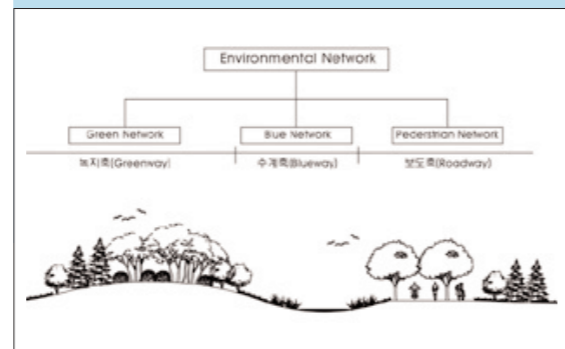 Environmental Network
Green Network Blue Network Pederstrian Network
녹지축(Greenway) 수계축(Blueway) 보도축(Roadway)